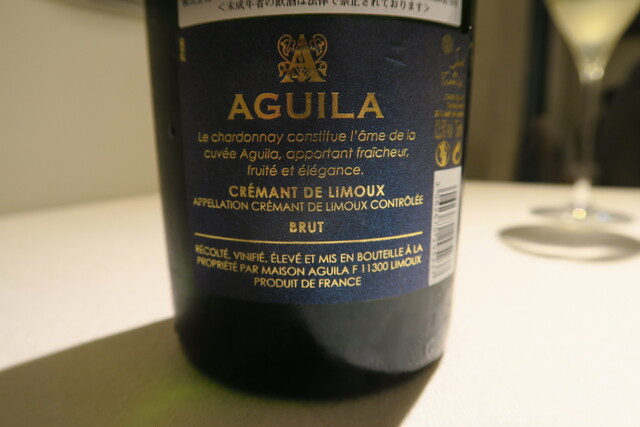 <未成年者の飲酒は法律で禁止されております>
A
AGUILA
Le chardonnay constitue l'âme de la
cuvée Aguila, apportant fraîcheur,
fruité et élégance.
CRÉMANT DE LIMOUX
APPELLATION CRÉMANT DE LIMOUX CONTRÔLÉE
BRUT
RÉCOLTÉ, VINIFIÉ, ÉLEVÉ ET MIS EN BOUTEILLE À LA
PROPRIÉTÉ PAR MAISON AGUILA F 11300 LIMOUX
PRODUIT DE FRANCE